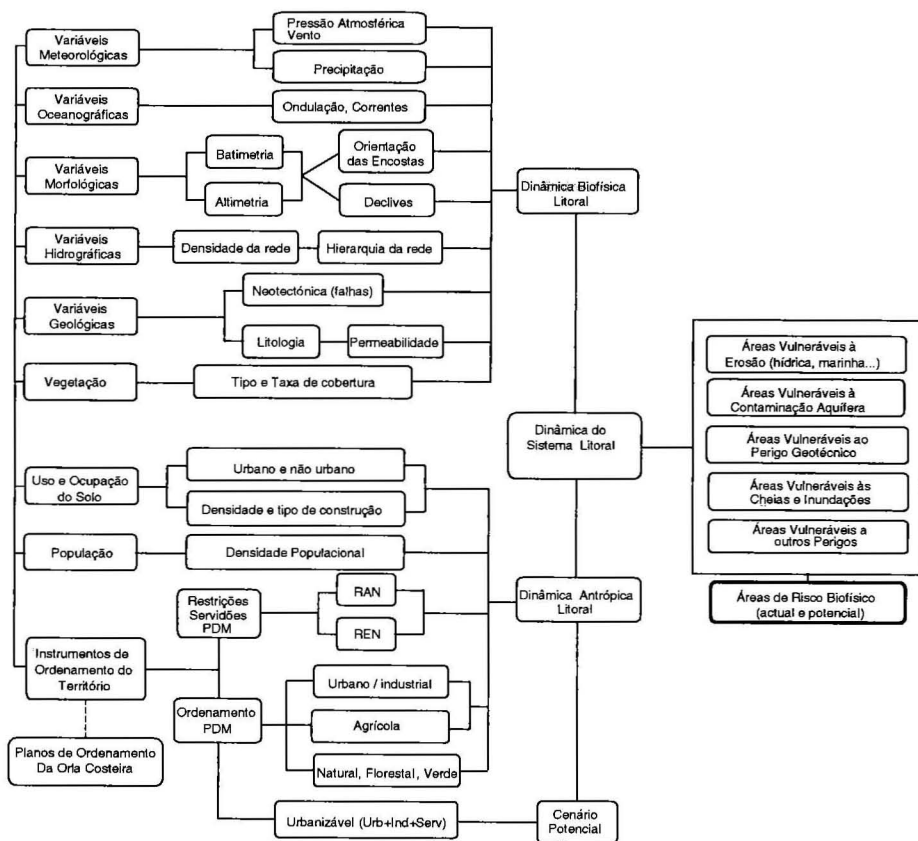 Variáveis
Meteorológicas
Pressão Atmosférica
Vento
Precipitação
Variáveis
Oceanográficas
Ondulação, Correntes
Variáveis
Morfológicas
Batimetria
Altimetria
Orientação
das Encostas
Declives
Variáveis
Hidrográficas
Densidade da rede
Hierarquia da rede
Variáveis
Geológicas
Neotectónica (falhas)
Litologia
Permeabilidade
Vegetação
Tipo e Taxa de cobertura
Dinâmica Biofísica
Litoral
Uso e Ocupação
do Solo
Urbano e não urbano
Densidade e tipo de construção
População
Densidade Populacional
Restrições
Servidões
PDM
RAN
REN
Instrumentos de
Ordenamento do
Território
Ordenamento
PDM
Urbano / industrial
Agrícola
Natural, Florestal, Verde
Planos de Ordenamento
Da Orla Costeira
Urbanizável (Urb+Ind+Serv)
Cenário
Potencial
Dinâmica Antrópica
Litoral
Dinâmica do
Sistema Litoral
Áreas Vulneráveis à
Erosão (hídrica, marinha...)
Áreas Vulneráveis à
Contaminação Aquífera
Áreas Vulneráveis ao
Perigo Geotécnico
Áreas Vulneráveis às
Cheias e Inundações
Áreas Vulneráveis a
outros Perigos
Áreas de Risco Biofísico
(actual e potencial)